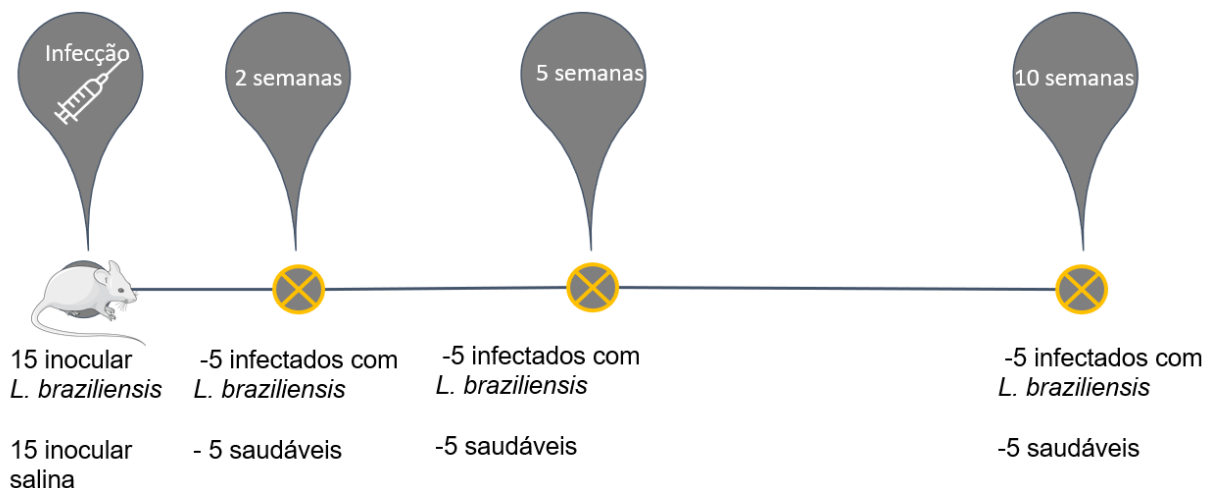 Infecção
2 semanas
5 semanas
10 semanas
15 inocular
L. braziliensis
15 inocular
salina
-5 infectados com
L. braziliensis
- 5 saudáveis
-5 infectados com
L. braziliensis
-5 saudáveis
-5 infectados com
L. braziliensis
-5 saudáveis